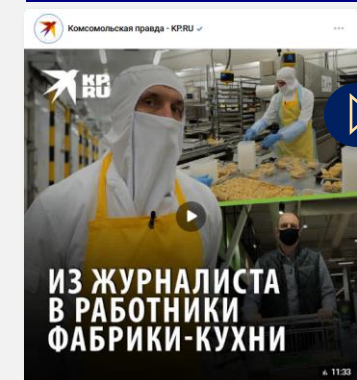 Комсомольская правда - KP.RU
KP.
RU
ИЗ ЖУРНАЛИСТА
В РАБОТНИКИ
ФАБРИКИ-КУХНИ
11:33